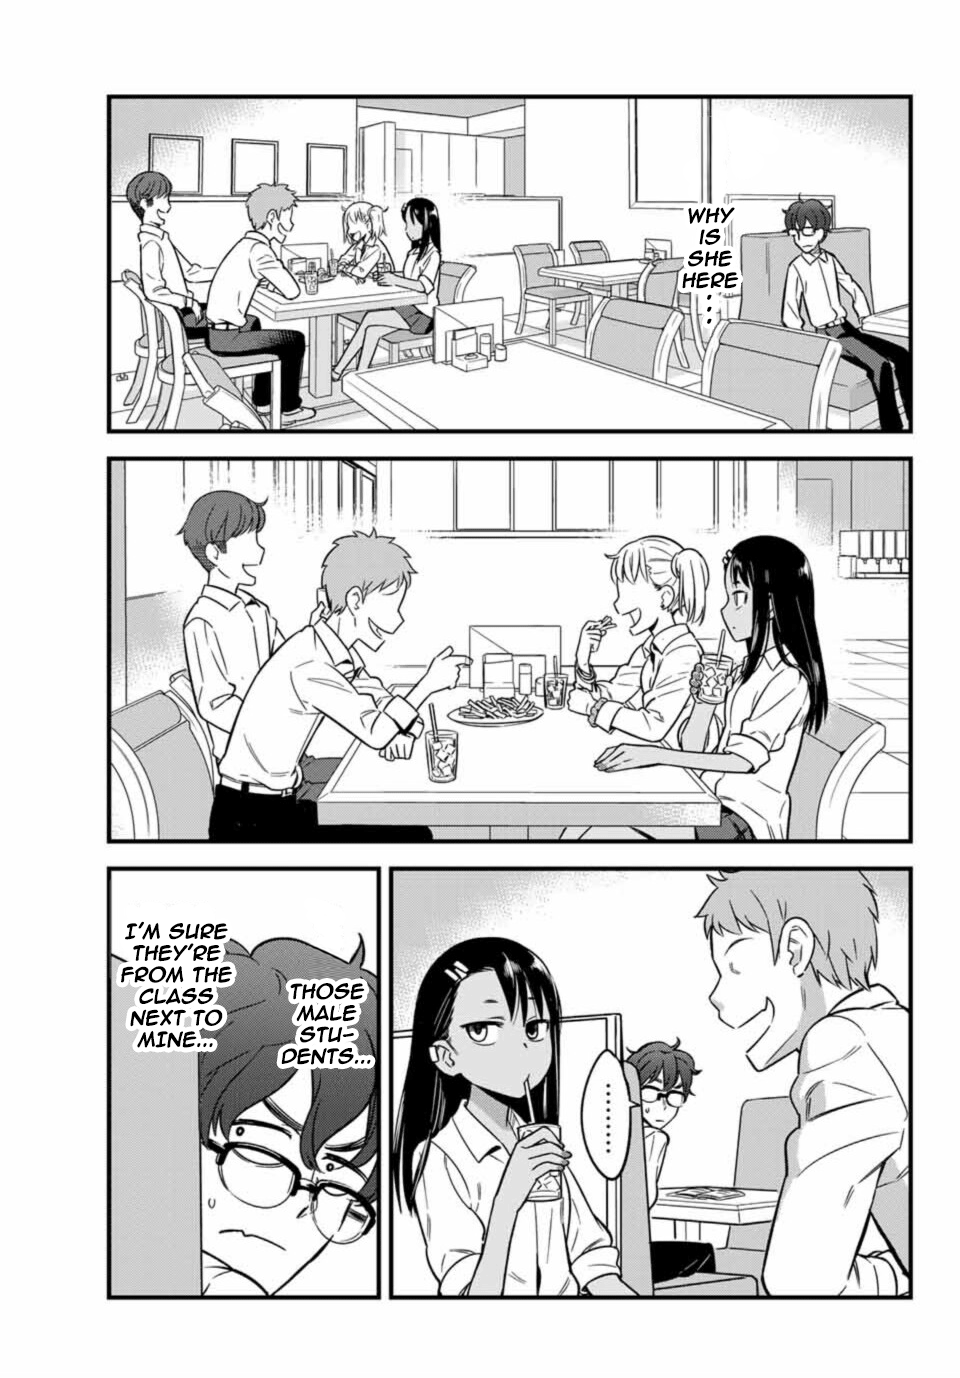 WHY
IS
SHE
HERE
...
THOSE
MALE
STU-
DENTS...
I'M SURE
THEY'RE
FROM THE
CLASS
NEXT TO
MINE...
.........